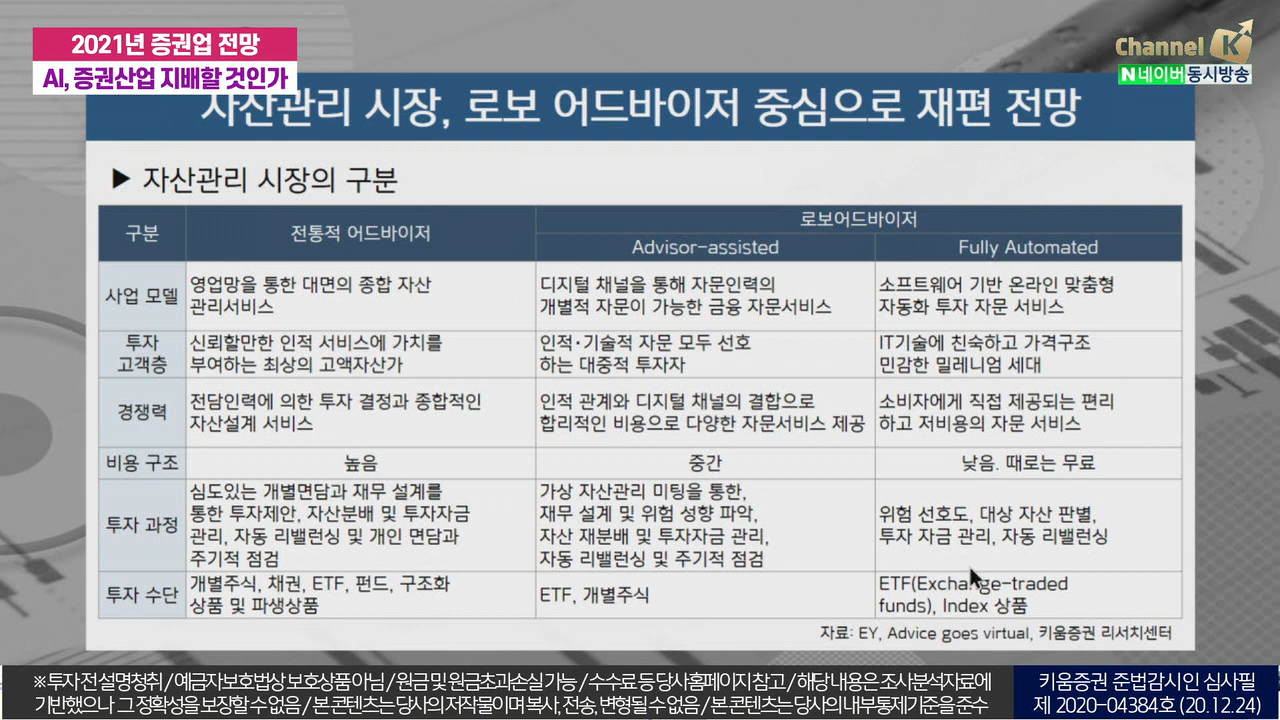 2021년 증권업 전망
AI, 증권산업 지배할 것인가
Channel K
N 네이버 동시방송
자산관리 시장, 로보 어드바이저 중심으로 재편 전망
▶ 자산관리 시장의 구분
구분
전통적 어드바이저
로보어드바이저
Advisor-assisted
Fully Automated
사업 모델
영업망을 통한 대면의 종합 자산
관리서비스
디지털 채널을 통해 자문인력의
개별적 자문이 가능한 금융 자문서비스
소프트웨어 기반 온라인 맞춤형
자동화 투자 자문 서비스
투자
고객층
신뢰할만한 인적 서비스에 가치를
부여하는 최상의 고액자산가
인적·기술적 자문 모두 선호
하는 대중적 투자자
IT기술에 친숙하고 가격구조
민감한 밀레니엄 세대
경쟁력
전담인력에 의한 투자 결정과 종합적인
자산설계 서비스
인적 관계와 디지털 채널의 결합으로
합리적인 비용으로 다양한 자문서비스 제공
소비자에게 직접 제공되는 편리
하고 저비용의 자문 서비스
비용 구조
높음
중간
낮음. 때로는 무료
투자 과정
심도있는 개별면담과 재무 설계를
통한 투자제안, 자산분배 및 투자자금
관리, 자동 리밸런싱 및 개인 면담과
주기적 점검
가상 자산관리 미팅을 통한,
재무 설계 및 위험 성향 파악,
자산 재분배 및 투자자금 관리,
자동 리밸런싱 및 주기적 점검
위험 선호도, 대상 자산 판별,
투자 자금 관리, 자동 리밸런싱
투자 수단
개별주식, 채권, ETF, 펀드, 구조화
상품 및 파생상품
ETF, 개별주식
ETF(Exchange-traded
funds), Index 상품
자료: EY, Advice goes virtual, 키움증권 리서치센터
※ 투자 전 설명청취 / 예금자보호법상 보호상품 아님 / 원금 및 원금초과손실 가능 / 수수료 등 당사홈페이지 참고 / 해당 내용은 조사분석자료에
기반했으나 그 정확성을 보장할 수 없음 / 본 콘텐츠는 당사의 저작물이며 복사, 전송, 변형될 수 없음 / 본 콘텐츠는 당사의 내부통제기준을 준수
키움증권 준법감시인 심사필
제 2020-04384호 (20.12.24)